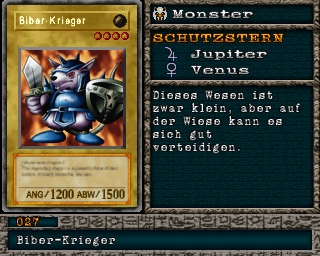 Biber-Krieger
ANG/1200 ABW/1500
Monster
SCHUTZSTERN
Jupiter
Venus
Dieses Wesen ist
zwar klein, aber auf
der Wiese kann es
sich gut
verteidigen.
027
Biber-Krieger